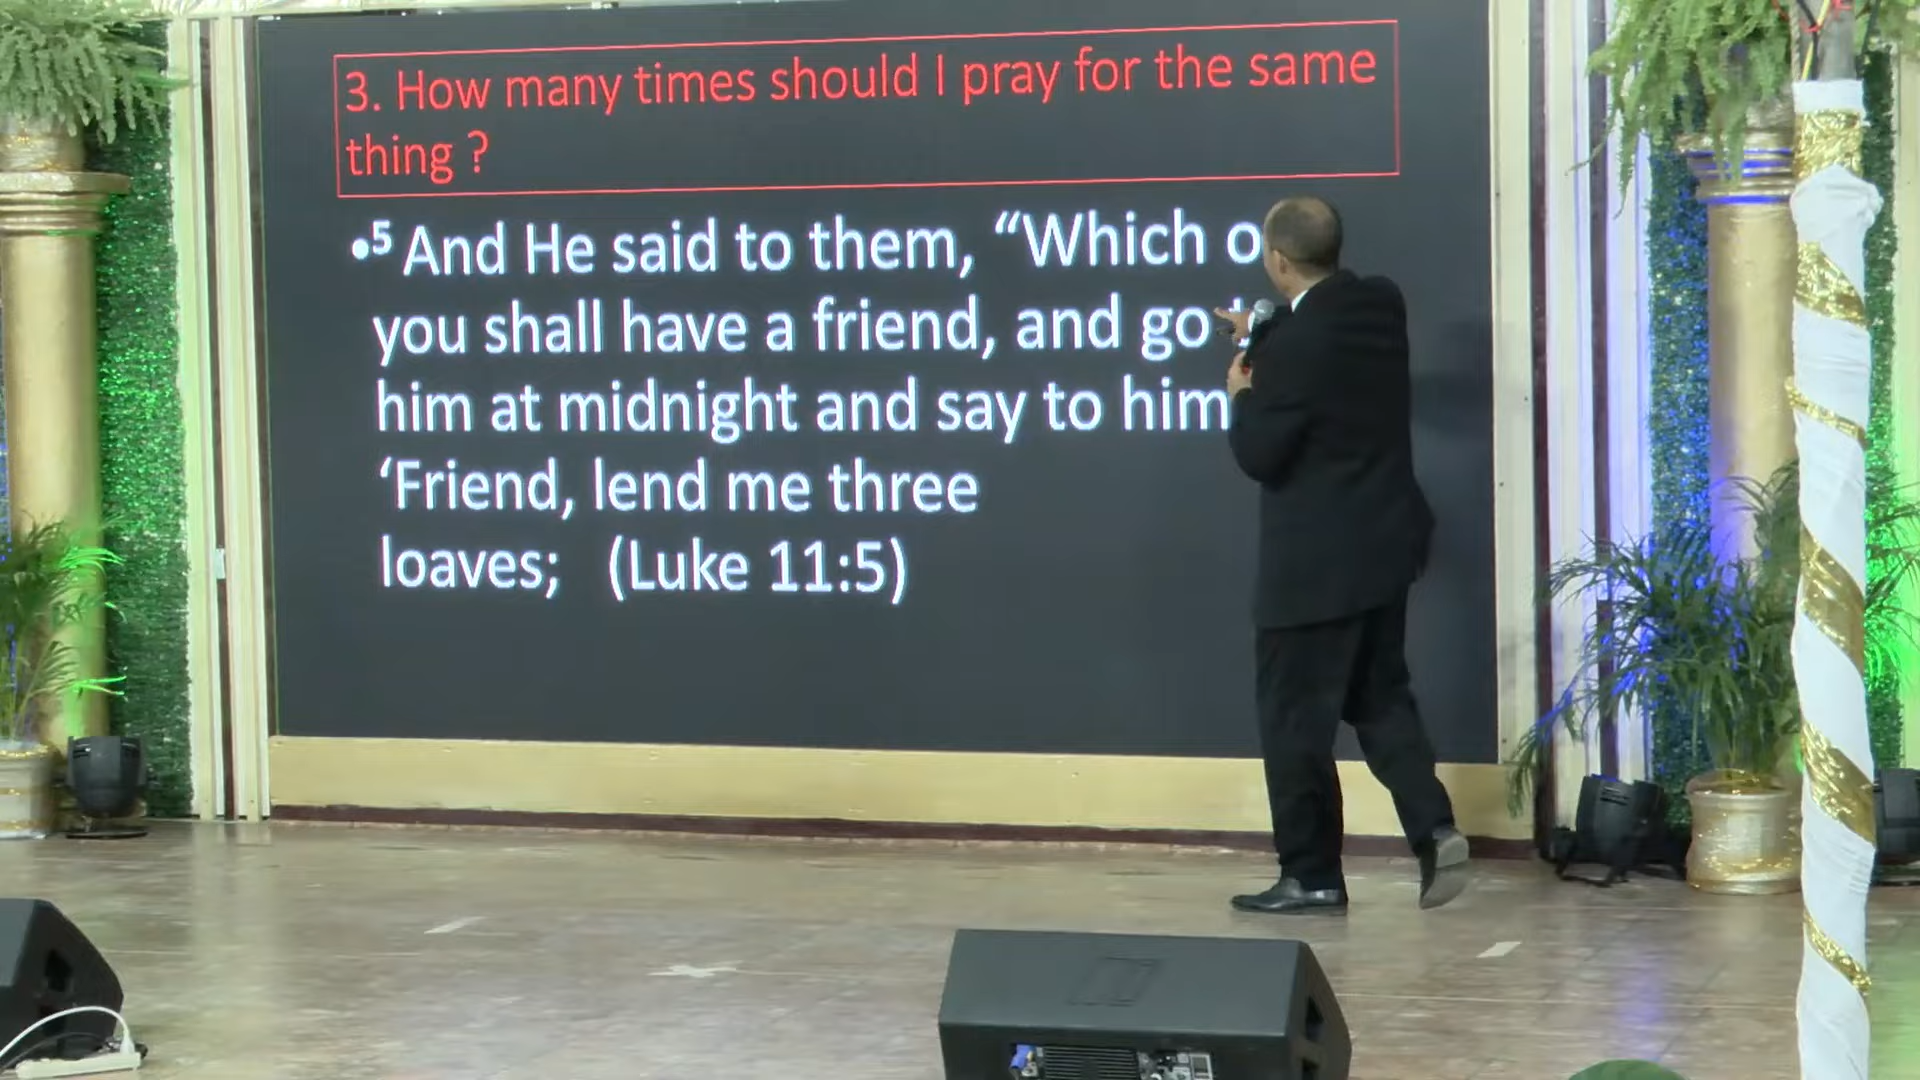 3. How many times should I pray for the same
thing ?
•⁵ And He said to them, “Which
you shall have a friend, and go
him at midnight and say to him
‘Friend, lend me three
loaves; (Luke 11:5)